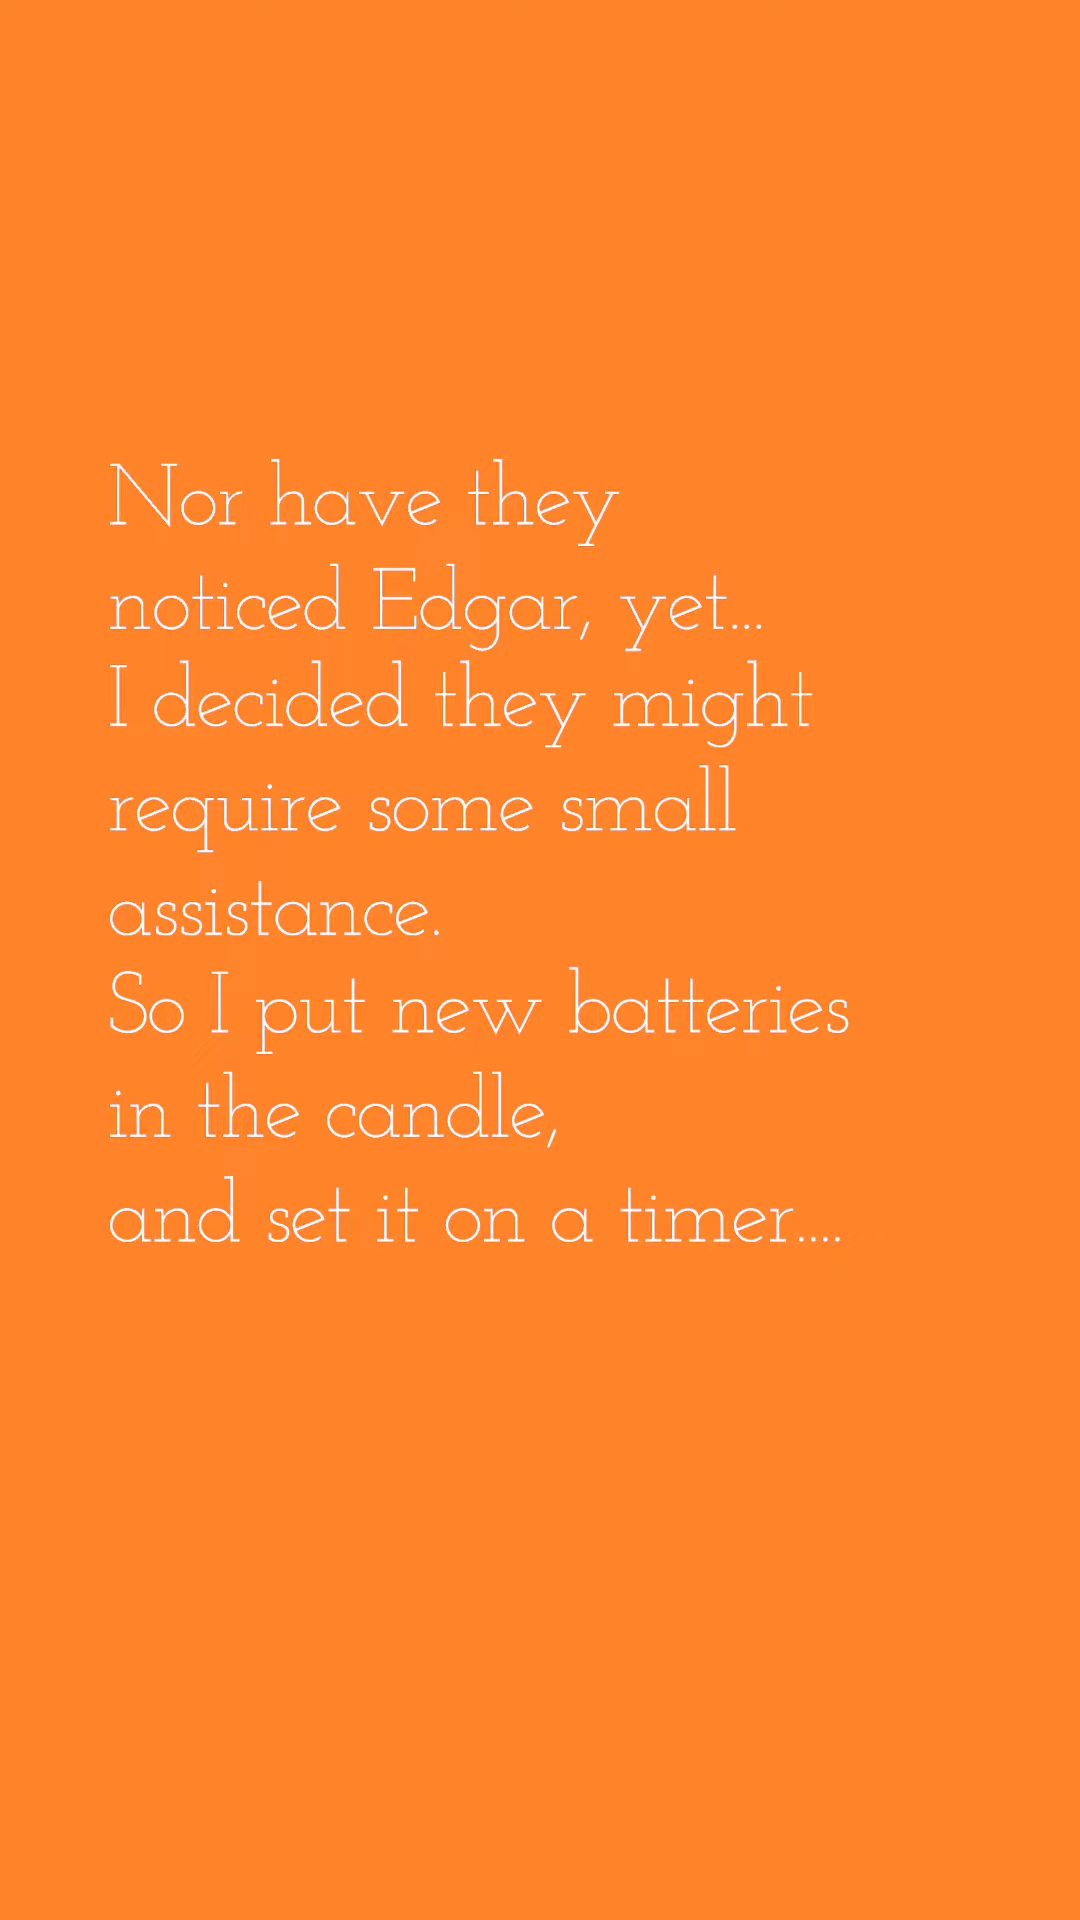 Nor have they
noticed Edgar, yet...
I decided they might
require some small
assistance.
So I put new batteries
in the candle,
and set it on a timer....